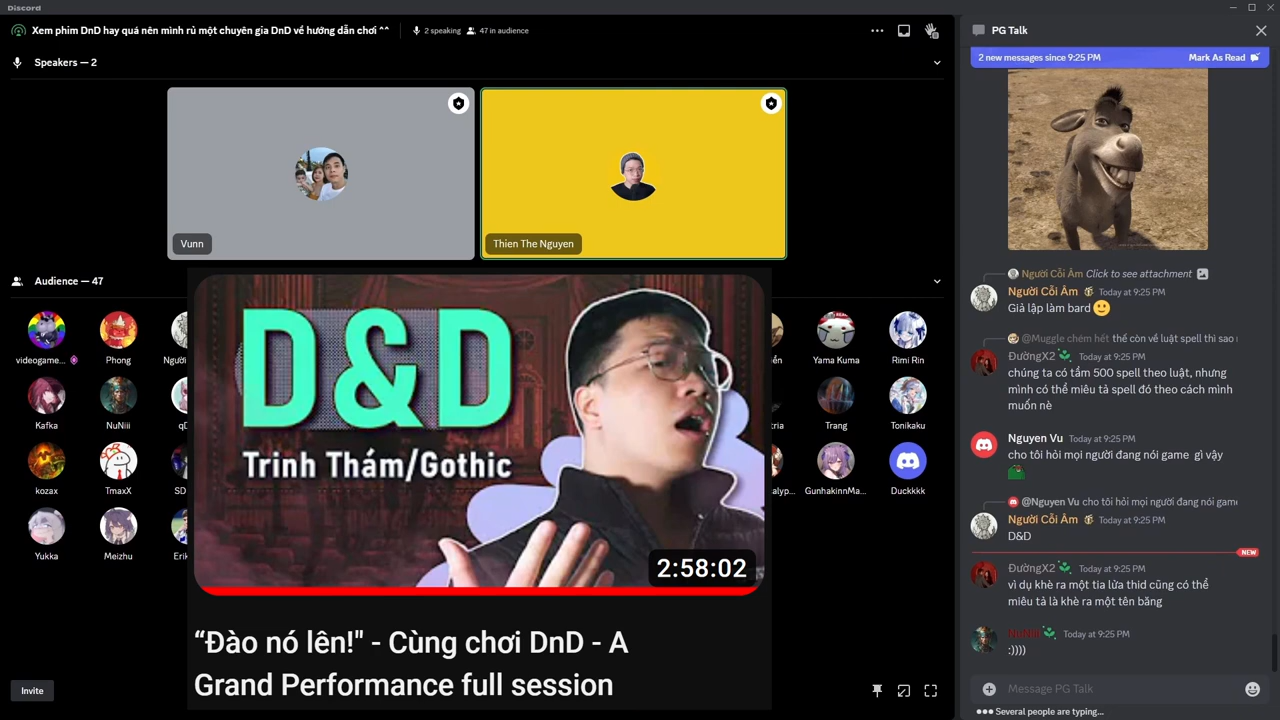 Discord
Xem phim DnD hay quá nên mình rủ một chuyên gia DnD về hướng dẫn chơi ^^
2 speaking
47 in audience
Speakers — 2
Vunn
Thien The Nguyen
Audience — 47
videogame...
Phong
Yama Kuma
Rimi Rin
Kafka
NuNiii
Trang
Tonikaku
kozax
TmaxX
SD
GunhakinnMa...
Duckkkk
Yukka
Meizhu
Erik
D&D
Trinh Thám/Gothic
2:58:02
“Đào nó lên!" - Cùng chơi DnD - A
Grand Performance full session
Invite
PG Talk
2 new messages since 9:25 PM
Mark As Read
Người Cỗi Âm Click to see attachment
Người Cỗi Âm Today at 9:25 PM
Giả lập làm bard
@Muggle chém hết thế còn về luật spell thì sao
ĐườngX2 Today at 9:25 PM
chúng ta có tầm 500 spell theo luật, nhưng
mình có thể miêu tả spell đó theo cách mình
muốn nè
Nguyen Vu Today at 9:25 PM
cho tôi hỏi mọi người đang nói game gì vậy
@Nguyen Vu cho tôi hỏi mọi người đang nói game
Người Cỗi Âm Today at 9:25 PM
D&D
NEW
ĐườngX2 Today at 9:25 PM
vì dụ khè ra một tia lửa thid cũng có thể
miêu tả là khè ra một tên băng
NuNiii Today at 9:25 PM
:))))
Message PG Talk
Several people are typing...